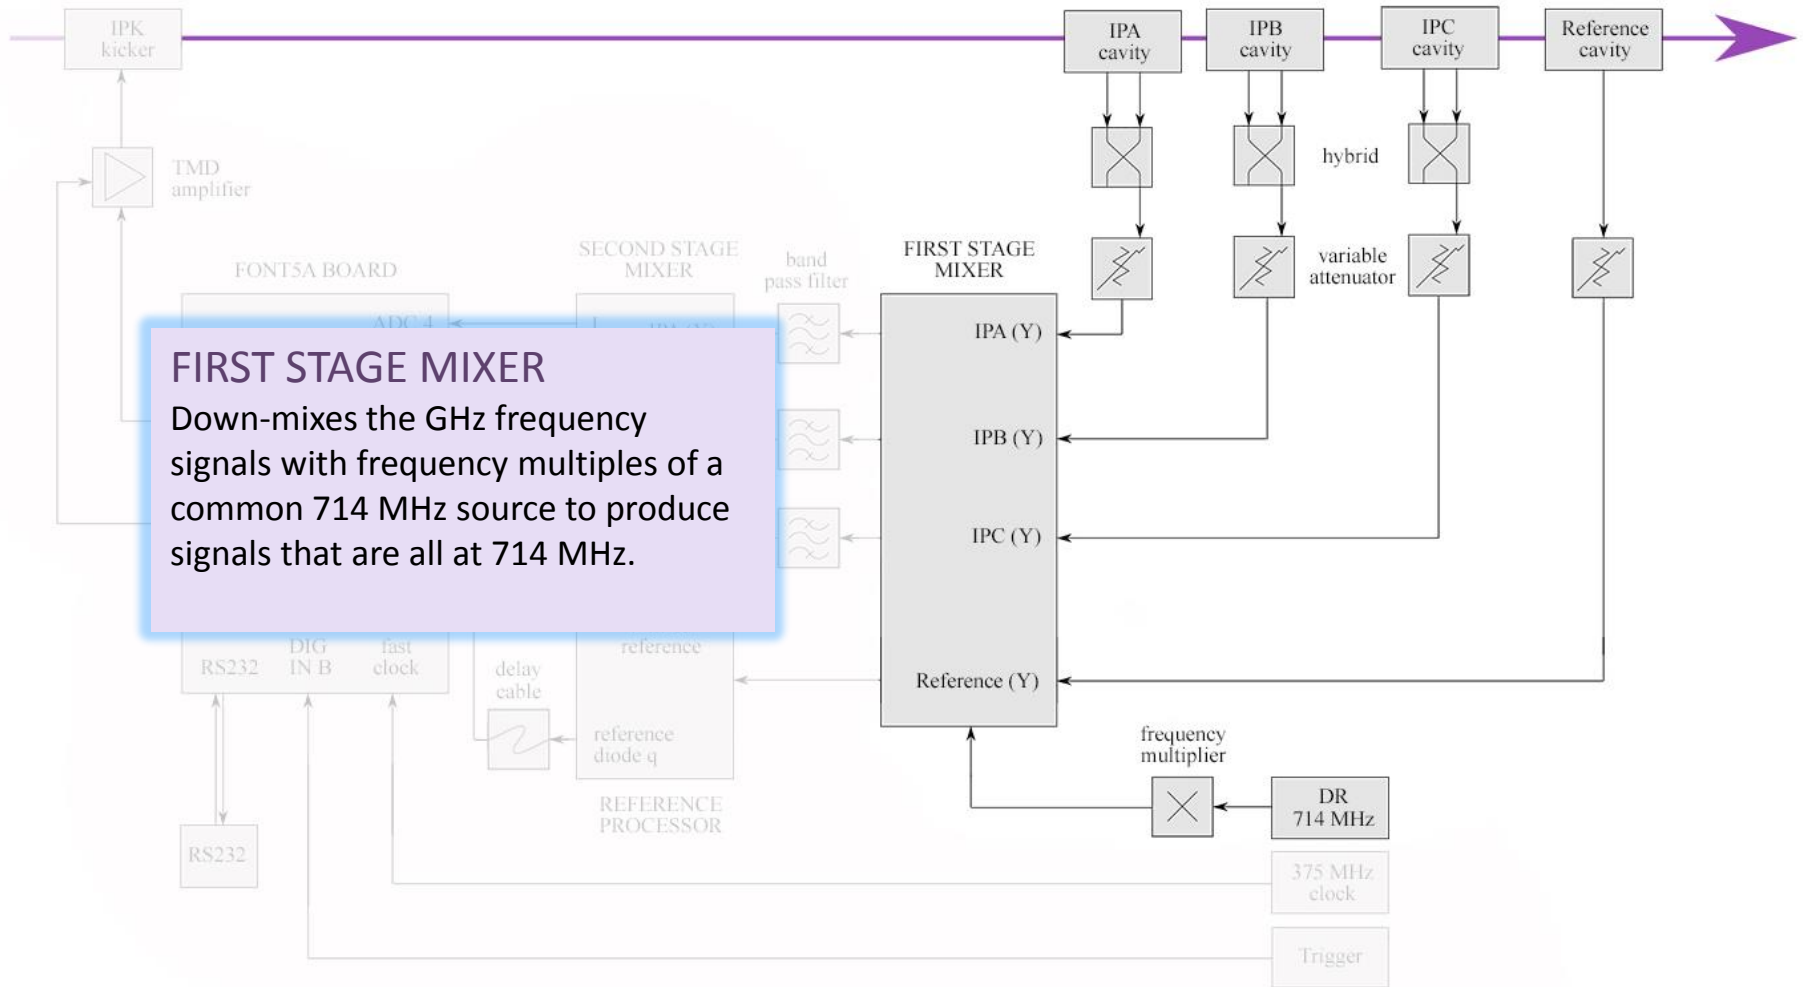 IPK
kicker
IPA
cavity
IPB
cavity
IPC
cavity
Reference
cavity
TMD
amplifier
hybrid
FONT5A BOARD
SECOND STAGE
MIXER
band
pass filter
FIRST STAGE
MIXER
variable
attenuator
ADC 4
I
IPA (Y)
IPB (Y)
IPC (Y)
Reference (Y)
FIRST STAGE MIXER
Down-mixes the GHz frequency
signals with frequency multiples of a
common 714 MHz source to produce
signals that are all at 714 MHz.
RS232
DIG
IN B
fast
clock
delay
cable
reference
reference
diode q
REFERENCE
PROCESSOR
frequency
multiplier
DR
714 MHz
RS232
375 MHz
clock
Trigger